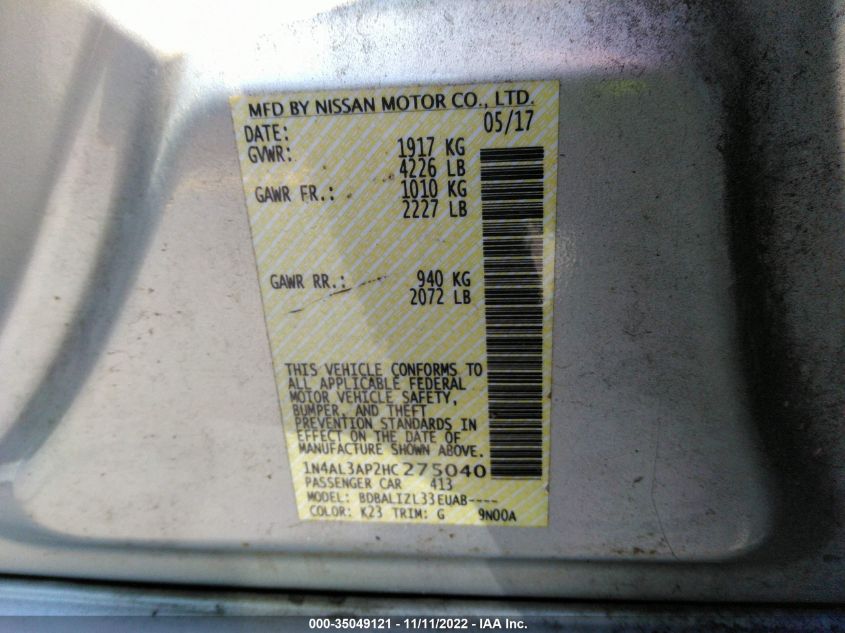 MFD BY NISSAN MOTOR CO., LTD.
DATE: 05/17
GVWR: 1917 KG
4226 LB
GAWR FR.: 1010 KG
2227 LB
GAWR RR.: 940 KG
2072 LB
THIS VEHICLE CONFORMS TO
ALL APPLICABLE FEDERAL
MOTOR VEHICLE SAFETY,
BUMPER, AND THEFT
PREVENTION STANDARDS IN
EFFECT ON THE DATE OF
MANUFACTURE SHOWN ABOVE.
1N4AL3AP2HC275040
PASSENGER CAR 413
MODEL: BDBALIZL33EUAB----
COLOR: K23 TRIM: G 9N00A
000-35049121 - 11/11/2022 - IAA Inc.